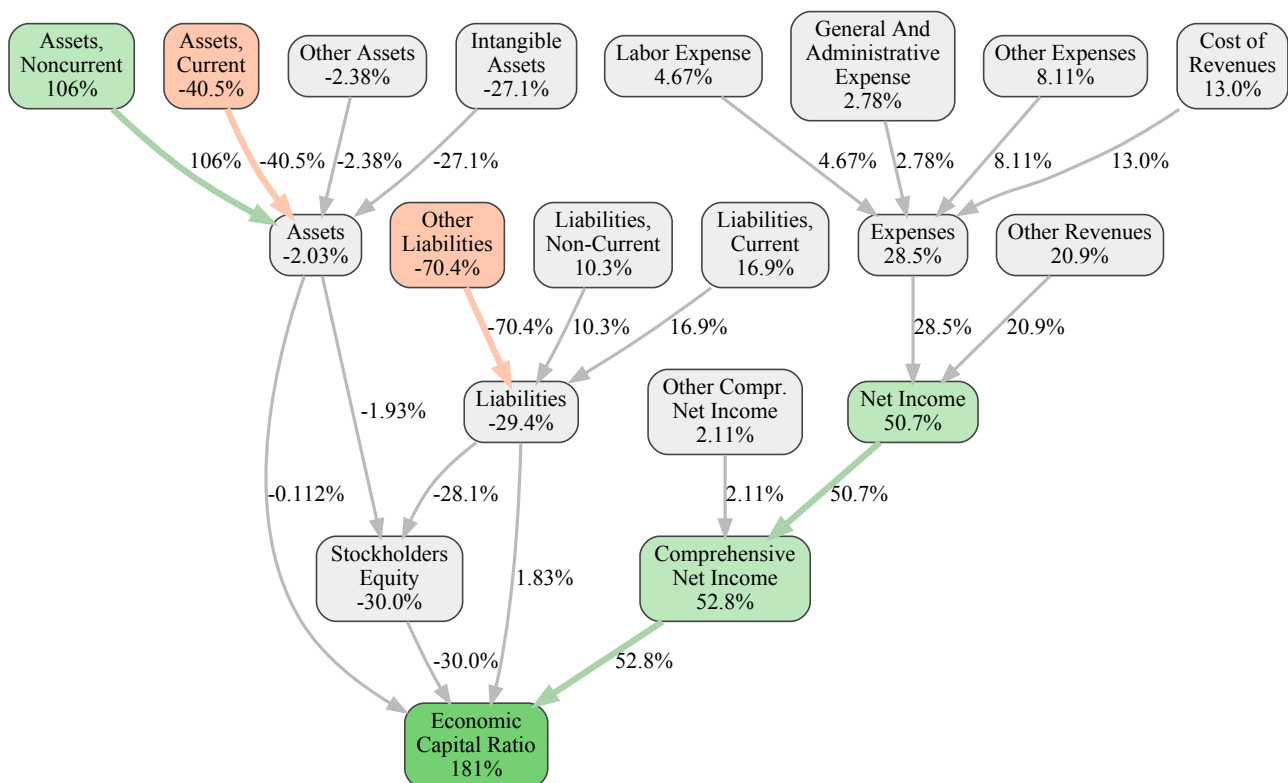 Assets,
Noncurrent
106%
Assets,
Current
-40.5%
Other Assets
-2.38%
Intangible
Assets
-27.1%
Labor Expense
4.67%
General And
Administrative
Expense
2.78%
Other Expenses
8.11%
Cost of
Revenues
13.0%
106%
-40.5%
-2.38%
-27.1%
4.67%
2.78%
8.11%
13.0%
Assets
-2.03%
Other
Liabilities
-70.4%
Liabilities,
Non-Current
10.3%
Liabilities,
Current
16.9%
Expenses
28.5%
Other Revenues
20.9%
-70.4%
10.3%
16.9%
28.5%
20.9%
-1.93%
Liabilities
-29.4%
Other Compr.
Net Income
2.11%
Net Income
50.7%
-0.112%
-28.1%
2.11%
50.7%
Stockholders
Equity
-30.0%
1.83%
Comprehensive
Net Income
52.8%
-30.0%
52.8%
Economic
Capital Ratio
181%